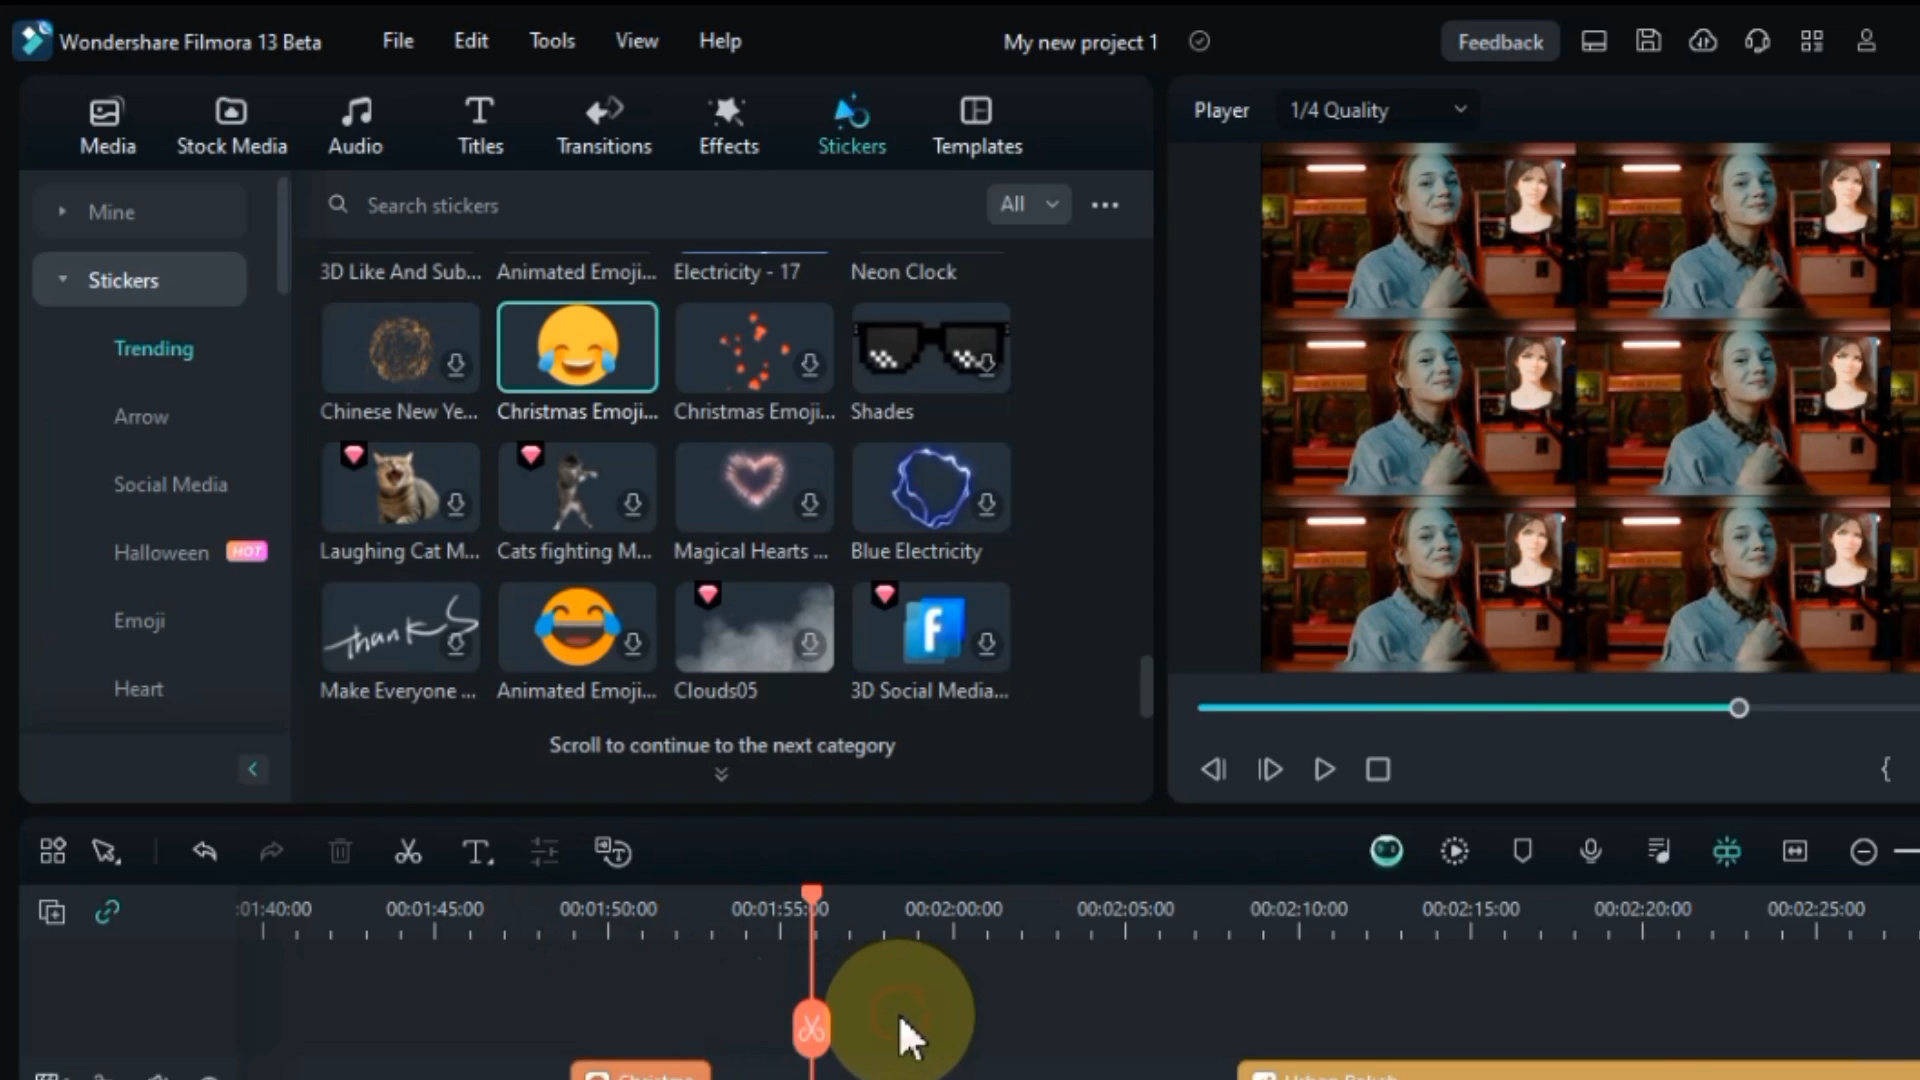 Wondershare Filmora 13 Beta File Edit Tools View Help My new project 1 Feedback
Media Stock Media Audio Titles Transitions Effects Stickers Templates
Player 1/4 Quality
Mine
Search stickers All
Stickers
3D Like And Sub... Animated Emoji... Electricity - 17 Neon Clock
Trending
Arrow
Chinese New Ye... Christmas Emoji... Christmas Emoji... Shades
Social Media
Halloween HOT
Laughing Cat M... Cats fighting M... Magical Hearts ... Blue Electricity
Emoji
thanks
f
Heart
Make Everyone ... Animated Emoji... Clouds05 3D Social Media...
Scroll to continue to the next category
:01:40:00 00:01:45:00 00:01:50:00 00:01:55:00 00:02:00:00 00:02:05:00 00:02:10:00 00:02:15:00 00:02:20:00 00:02:25:00